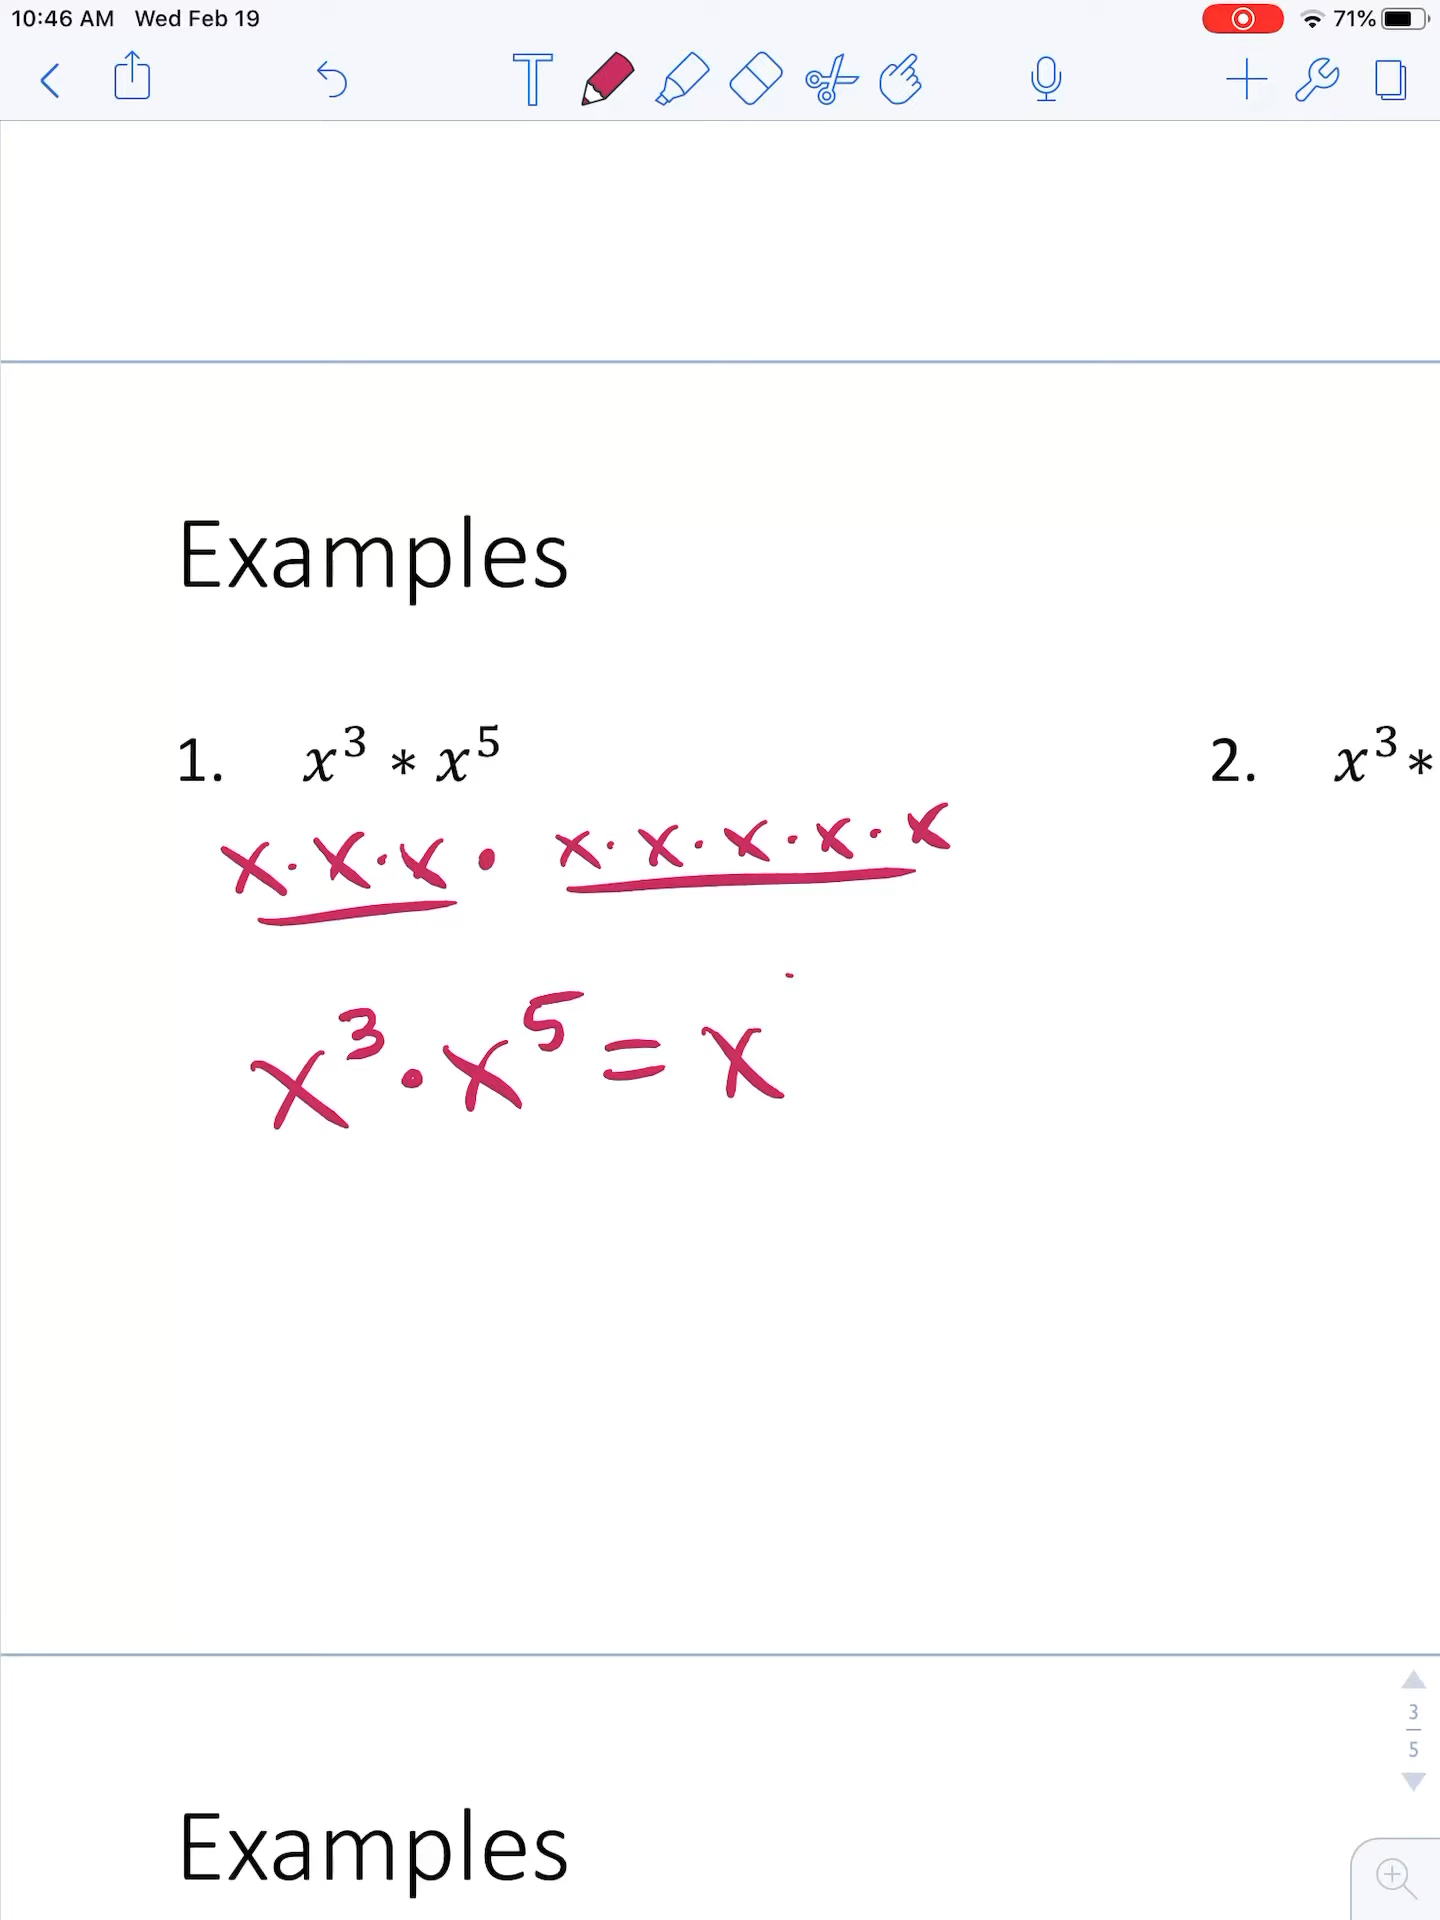 10:46 AM Wed Feb 19 71%
T
Examples
1. x³ * x⁵ 2. x³ *
x · x · x · x · x · x · x · x
x³ · x⁵ = x
3
5
Examples